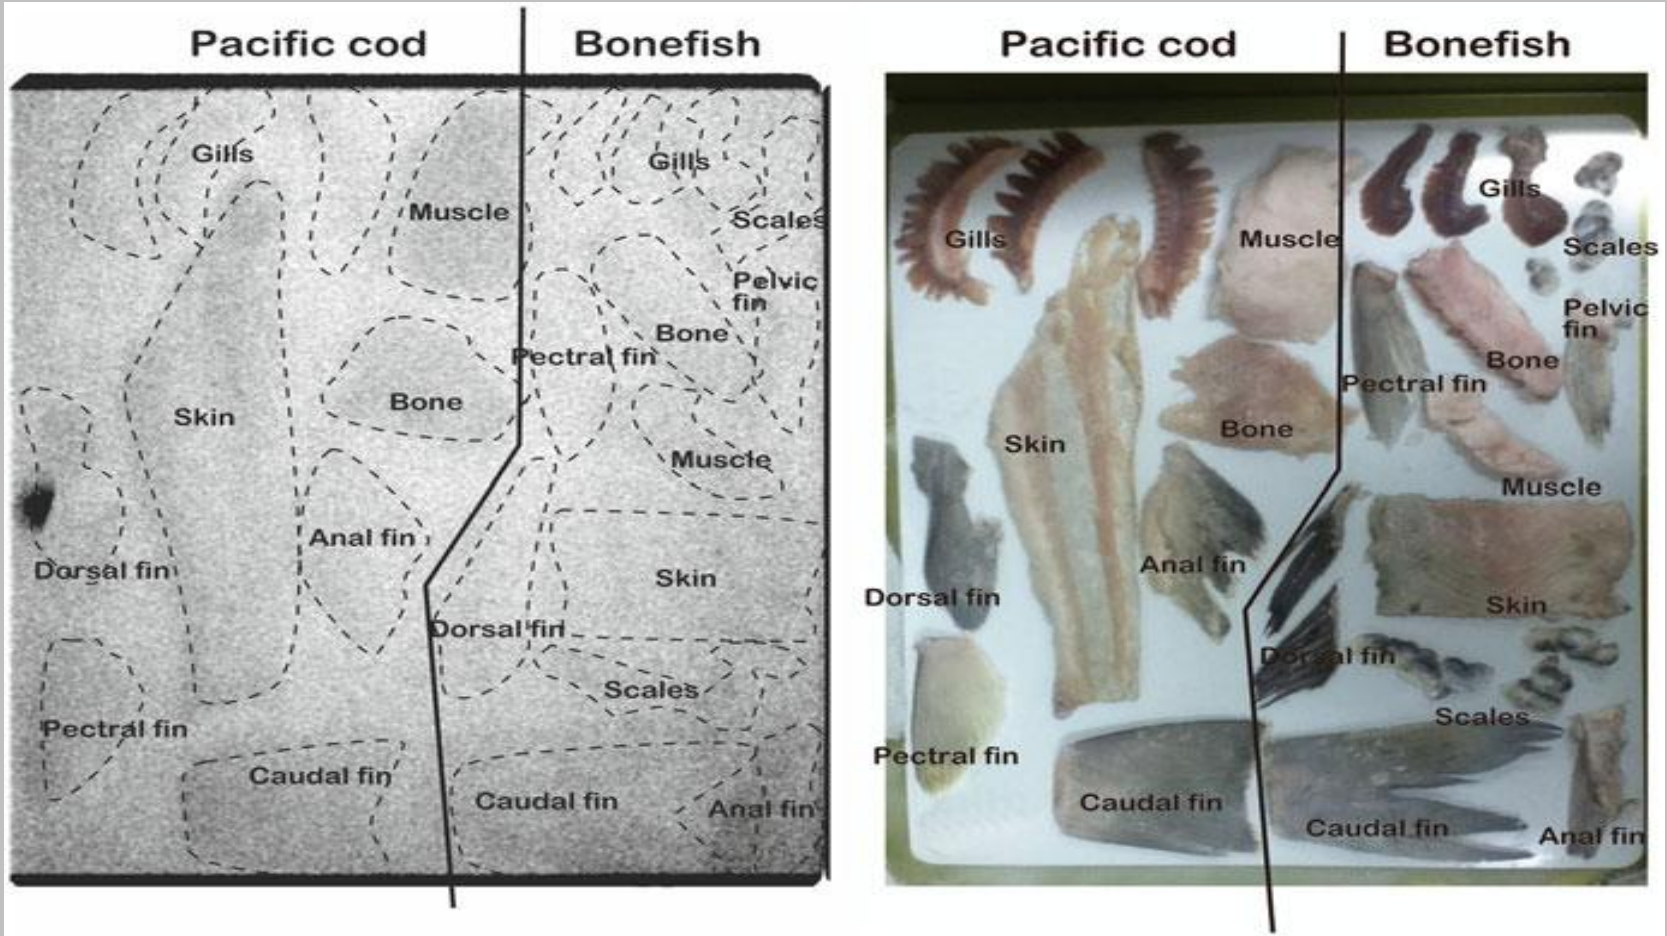 Pacific cod
Bonefish
Gills
Gills
Muscle
Scales
Pelvic
fin
Bone
Pectral fin
Bone
Skin
Muscle
Anal fin
Dorsal fin
Skin
Dorsal fin
Scales
Pectral fin
Caudal fin
Caudal fin
Anal fin
Pacific cod
Bonefish
Gills
Gills
Muscle
Scales
Pelvic
fin
Bone
Pectral fin
Bone
Skin
Muscle
Anal fin
Dorsal fin
Skin
Dorsal fin
Scales
Pectral fin
Caudal fin
Caudal fin
Anal fin